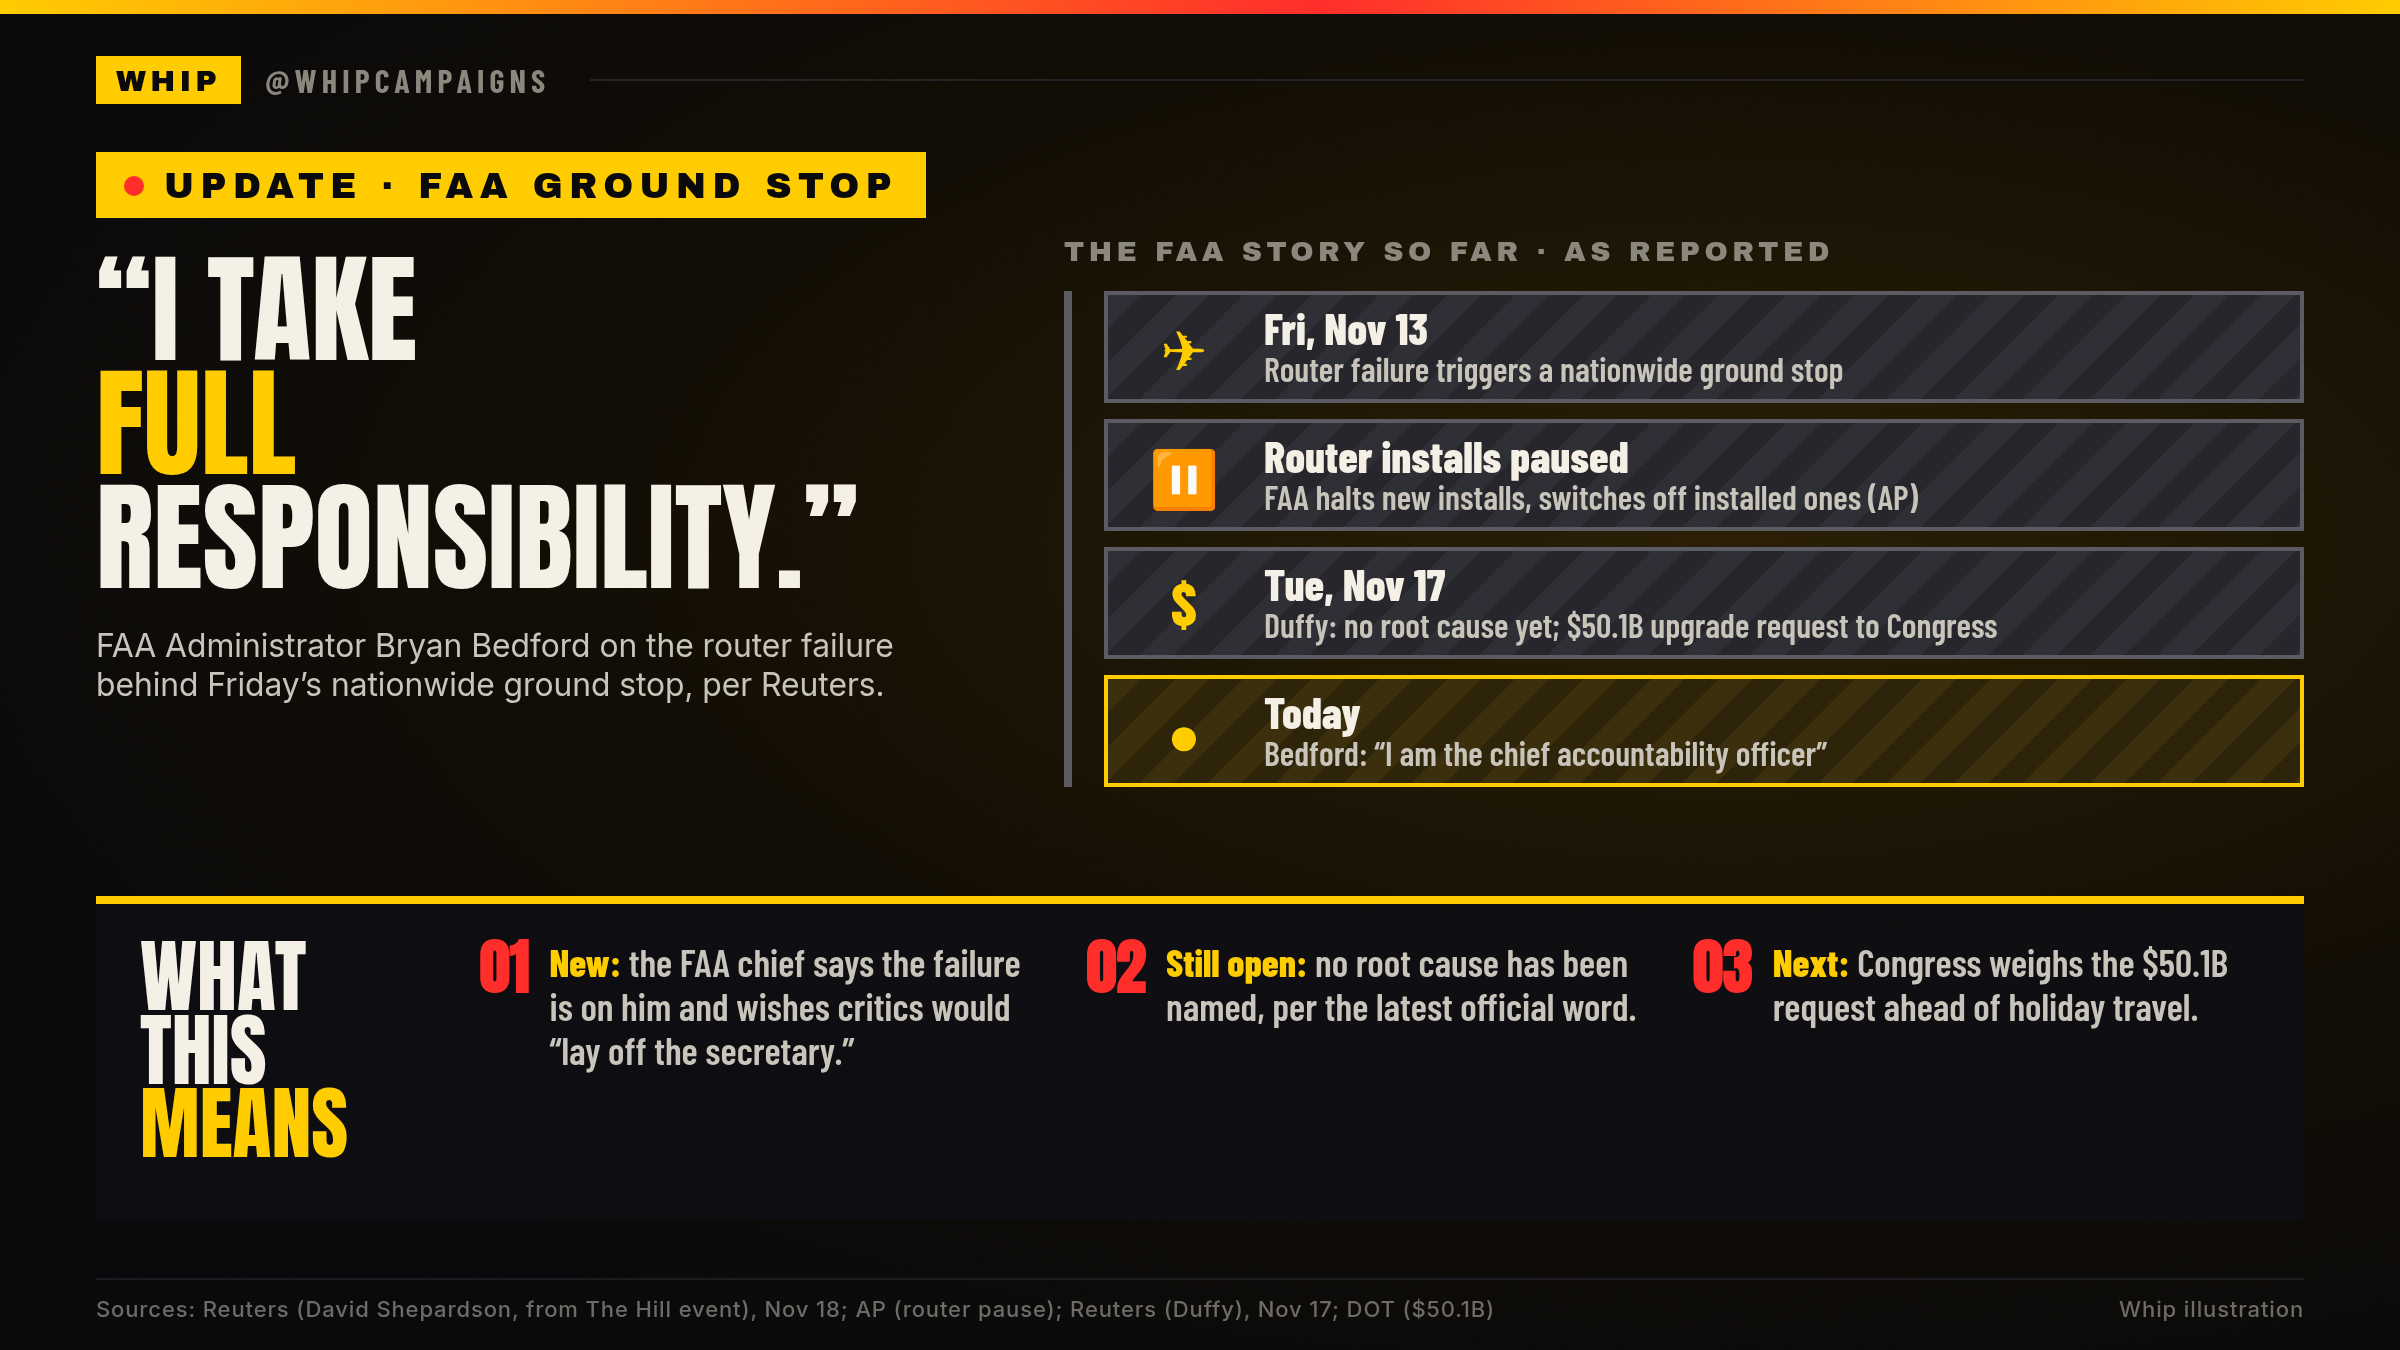 WHIP @WHIPCAMPAIGNS
UPDATE · FAA GROUND STOP
“I TAKE
FULL
RESPONSIBILITY.”
FAA Administrator Bryan Bedford on the router failure
behind Friday’s nationwide ground stop, per Reuters.
THE FAA STORY SO FAR · AS REPORTED
Fri, Nov 13
Router failure triggers a nationwide ground stop
Router installs paused
FAA halts new installs, switches off installed ones (AP)
$
Tue, Nov 17
Duffy: no root cause yet; $50.1B upgrade request to Congress
Today
Bedford: “I am the chief accountability officer”
WHAT
THIS
MEANS
01
New: the FAA chief says the failure
is on him and wishes critics would
“lay off the secretary.”
02
Still open: no root cause has been
named, per the latest official word.
03
Next: Congress weighs the $50.1B
request ahead of holiday travel.
Sources: Reuters (David Shepardson, from The Hill event), Nov 18; AP (router pause); Reuters (Duffy), Nov 17; DOT ($50.1B)
Whip illustration